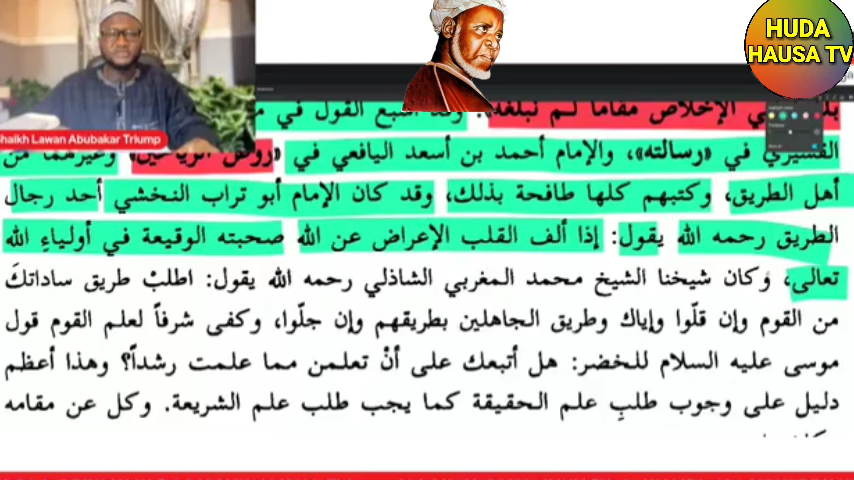 HUDA
HAUSA TV
Shaikh Lawan Abubakar Triump
في الإخلاص مقاماً لم نبلغه. وقد أشبع القول في
القشيري في «رسالته»، والإمام أحمد بن أسعد اليافعي في «روض الرياحين» وغيرهما من
أهل الطريق، وكتبهم كلها طافحة بذلك، وقد كان الإمام أبو تراب النخشي أحد رجال
الطريق رحمه الله يقول: إذا ألف القلب الإعراض عن الله صحبته الوقيعة في أولياءِ الله
تعالى، وكان شيخنا الشيخ محمد المغربي الشاذلي رحمه الله يقول: اطلبْ طريق ساداتكَ
من القوم وإن قلّوا وإياك وطريق الجاهلين بطريقهم وإن جلّوا، وكفى شرفاً لعلم القوم قول
موسى عليه السلام للخضر: هل أتبعك على أنْ تعلمن مما علمت رشداً؟ وهذا أعظم
دليل على وجوب طلبِ علم الحقيقة كما يجب طلب علم الشريعة. وكل عن مقامه